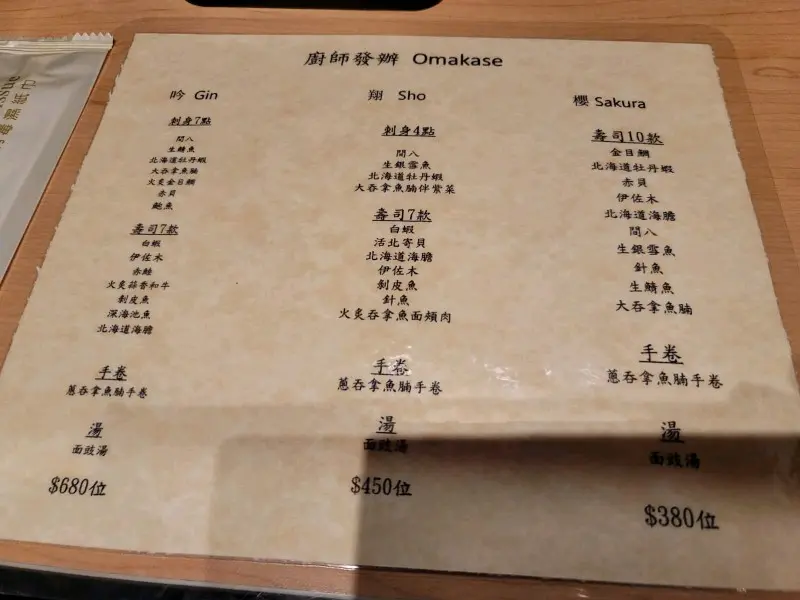 廚師發辦 Omakase
吟 Gin
刺身7點
間八
生鯖魚
北海道牡丹蝦
大吞拿魚腩
火炙金目鯛
赤貝
鮑魚
壽司7款
白蝦
伊佐木
赤鮭
火炙蒜香和牛
剝皮魚
深海池魚
北海道海膽
手卷
蔥吞拿魚腩手卷
湯
面豉湯
$680位
翔 Sho
刺身4點
間八
生銀雪魚
北海道牡丹蝦
大吞拿魚腩伴紫菜
壽司7款
白蝦
活北寄貝
北海道海膽
伊佐木
剝皮魚
針魚
火炙吞拿魚面頰肉
手卷
蔥吞拿魚腩手卷
湯
面豉湯
$450位
櫻 Sakura
壽司10款
金目鯛
北海道牡丹蝦
赤貝
伊佐木
北海道海膽
間八
生銀雪魚
針魚
生鯖魚
大吞拿魚腩
手卷
蔥吞拿魚腩手卷
湯
面豉湯
$380位